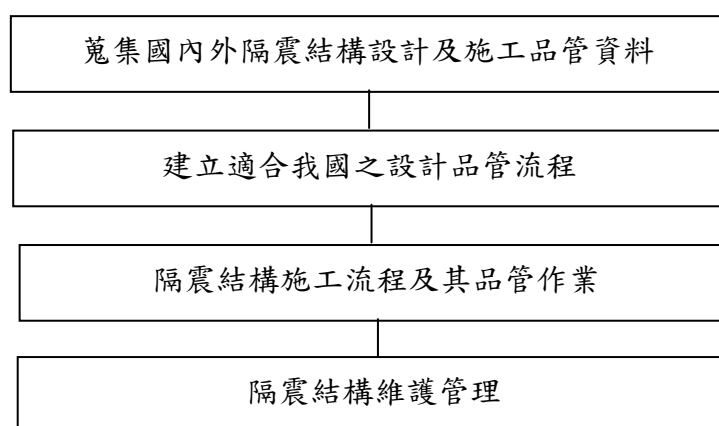 蒐集國內外隔震結構設計及施工品管資料
建立適合我國之設計品管流程
隔震結構施工流程及其品管作業
隔震結構維護管理